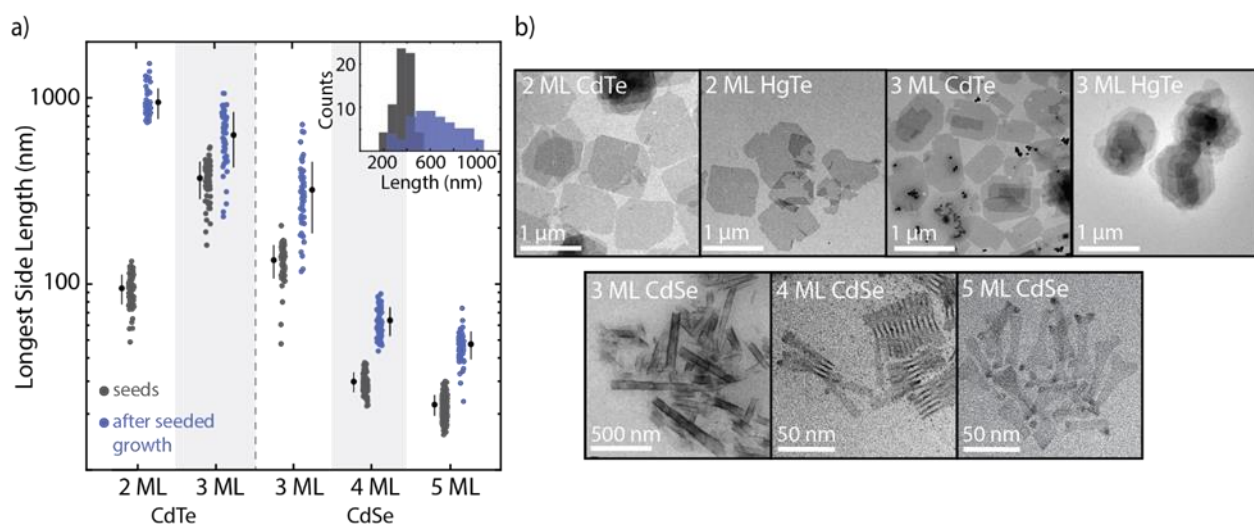 a)
Longest Side Length (nm)
1000
100
Counts
20
10
2000
6000
10000
Length (nm)
seeds
after seeded
growth
2 ML
3 ML
3 ML
4 ML
5 ML
CdTe
CdSe
b)
2 ML CdTe
1 µm
2 ML HgTe
1 µm
3 ML CdTe
1 µm
3 ML HgTe
1 µm
3 ML CdSe
500 nm
4 ML CdSe
50 nm
5 ML CdSe
50 nm